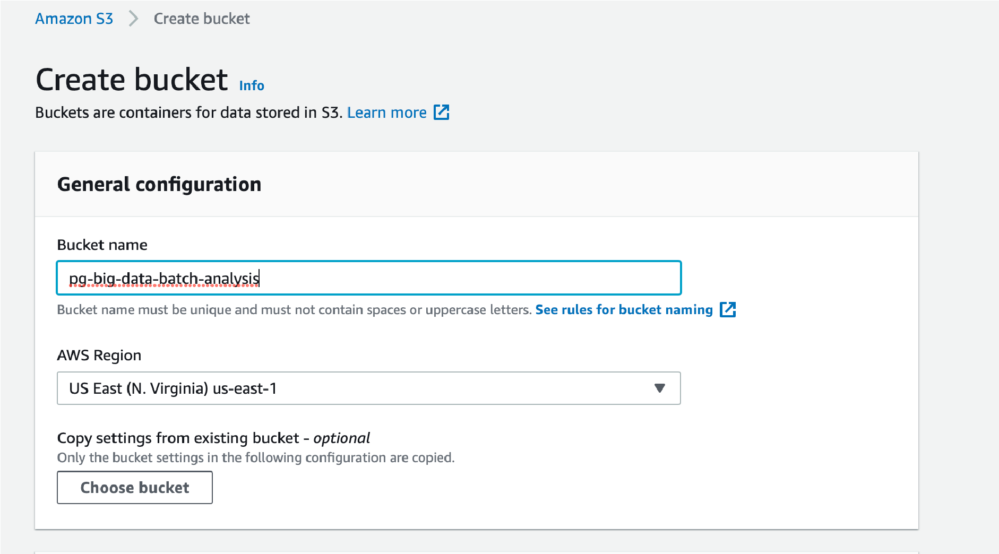 Amazon S3 > Create bucket
Create bucket Info
Buckets are containers for data stored in S3. Learn more
General configuration
Bucket name
pg-big-data-batch-analysis
Bucket name must be unique and must not contain spaces or uppercase letters. See rules for bucket naming
AWS Region
US East (N. Virginia) us-east-1
Copy settings from existing bucket - optional
Only the bucket settings in the following configuration are copied.
Choose bucket